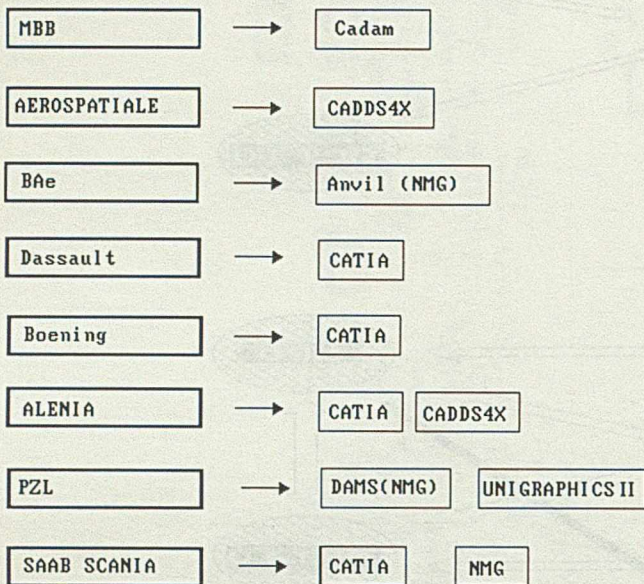 MBB Cadam
AEROSPATIALE CADDS4X
BAe Anvil (NMG)
Dassault CATIA
Boening CATIA
ALENIA CATIA CADDS4X
PZL DAMS(NMG) UNIGRAPHICS II
SAAB SCANIA CATIA NMG